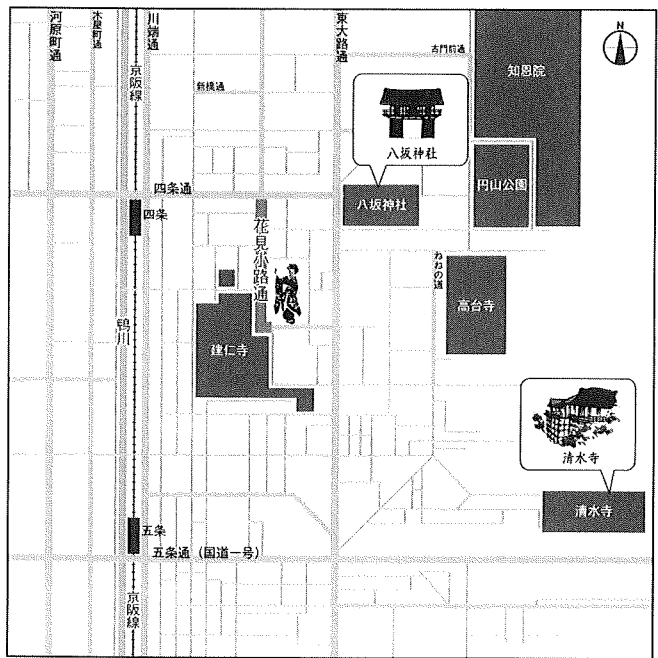 河原町通
木屋町通
川端通
東大路通
N
京阪線
新橋通
古門前通
知恩院
八坂神社
四条通
四条
八坂神社
円山公園
花見小路通
ねねの道
高台寺
鴨川
建仁寺
清水寺
清水寺
五条
五条通(国道一号)
京阪線